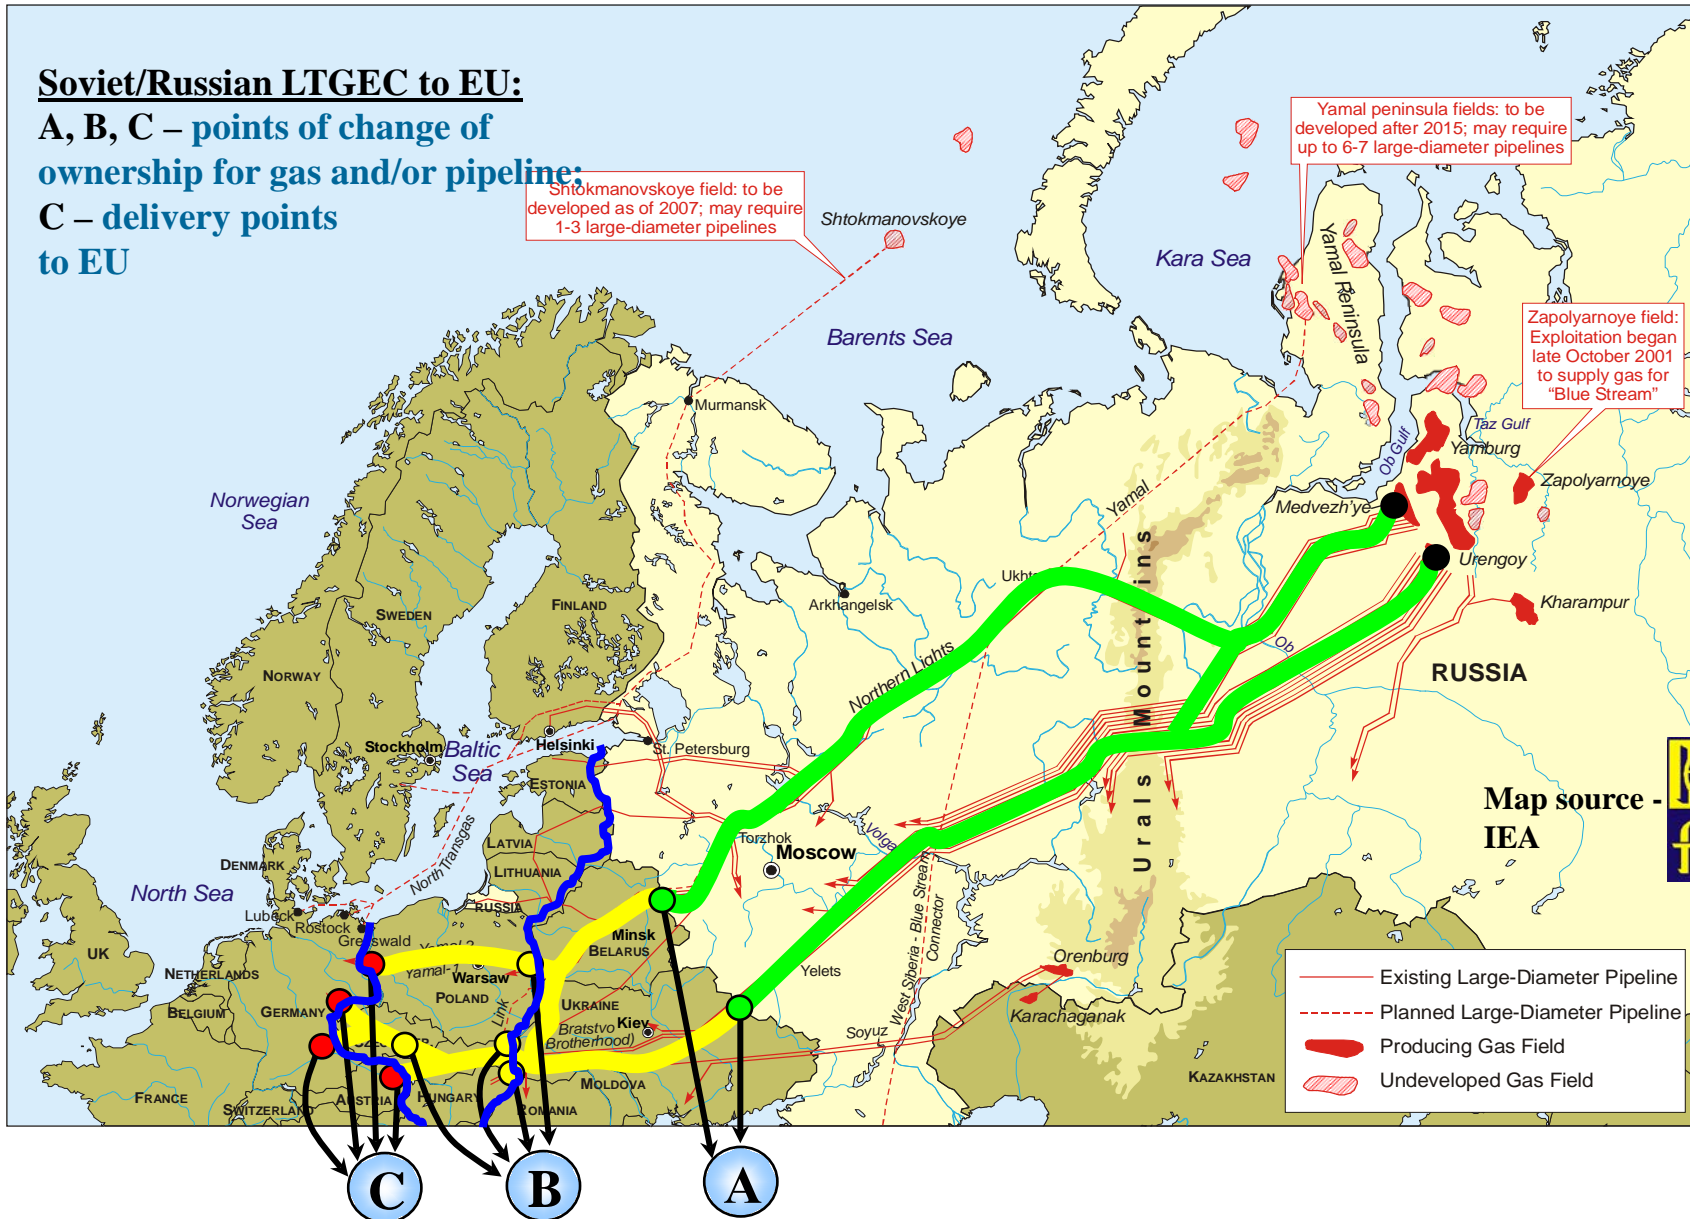 Soviet/Russian LTGEC to EU:
A, B, C – points of change of
ownership for gas and/or pipeline;
C – delivery points
to EU
Shtokmanovskoye field: to be
developed as of 2007; may require
1-3 large-diameter pipelines
Shtokmanovskoye
Yamal peninsula fields: to be
developed after 2015; may require
up to 6-7 large-diameter pipelines
Kara Sea
Yamal Peninsula
Barents Sea
Zapolyarnoye field:
Exploitation began
late October 2001
to supply gas for
“Blue Stream”
Murmansk
Ob Gulf
Taz Gulf
Yamburg
Zapolyarnoye
Medvezh'ye
Norwegian
Sea
Yamal
Urengoy
Kharampur
Arkhangelsk
SWEDEN
FINLAND
NORWAY
Northern Lights
Ob
RUSSIA
Urals Mountins
Stockholm
Baltic
Sea
Helsinki
St. Petersburg
ESTONIA
Map source -
IEA
North Transgas
LATVIA
LITHUANIA
Torzhok
Moscow
Volga
DENMARK
North Sea
RUSSIA
Lubeck
Rostock
Greifswald
Minsk
BELARUS
UK
NETHERLANDS
Yamal-1
Warsaw
POLAND
Yelets
West Siberia - Blue Stream
Connector
Orenburg
Karachaganak
BELGIUM
GERMANY
Link
UKRAINE
Bratstvo
Brotherhood)
Kiev
Soyuz
MOLDOVA
KAZAKHSTAN
FRANCE
SWITZERLAND
AUSTRIA
HUNGARY
ROMANIA
Existing Large-Diameter Pipeline
Planned Large-Diameter Pipeline
Producing Gas Field
Undeveloped Gas Field
C
B
A